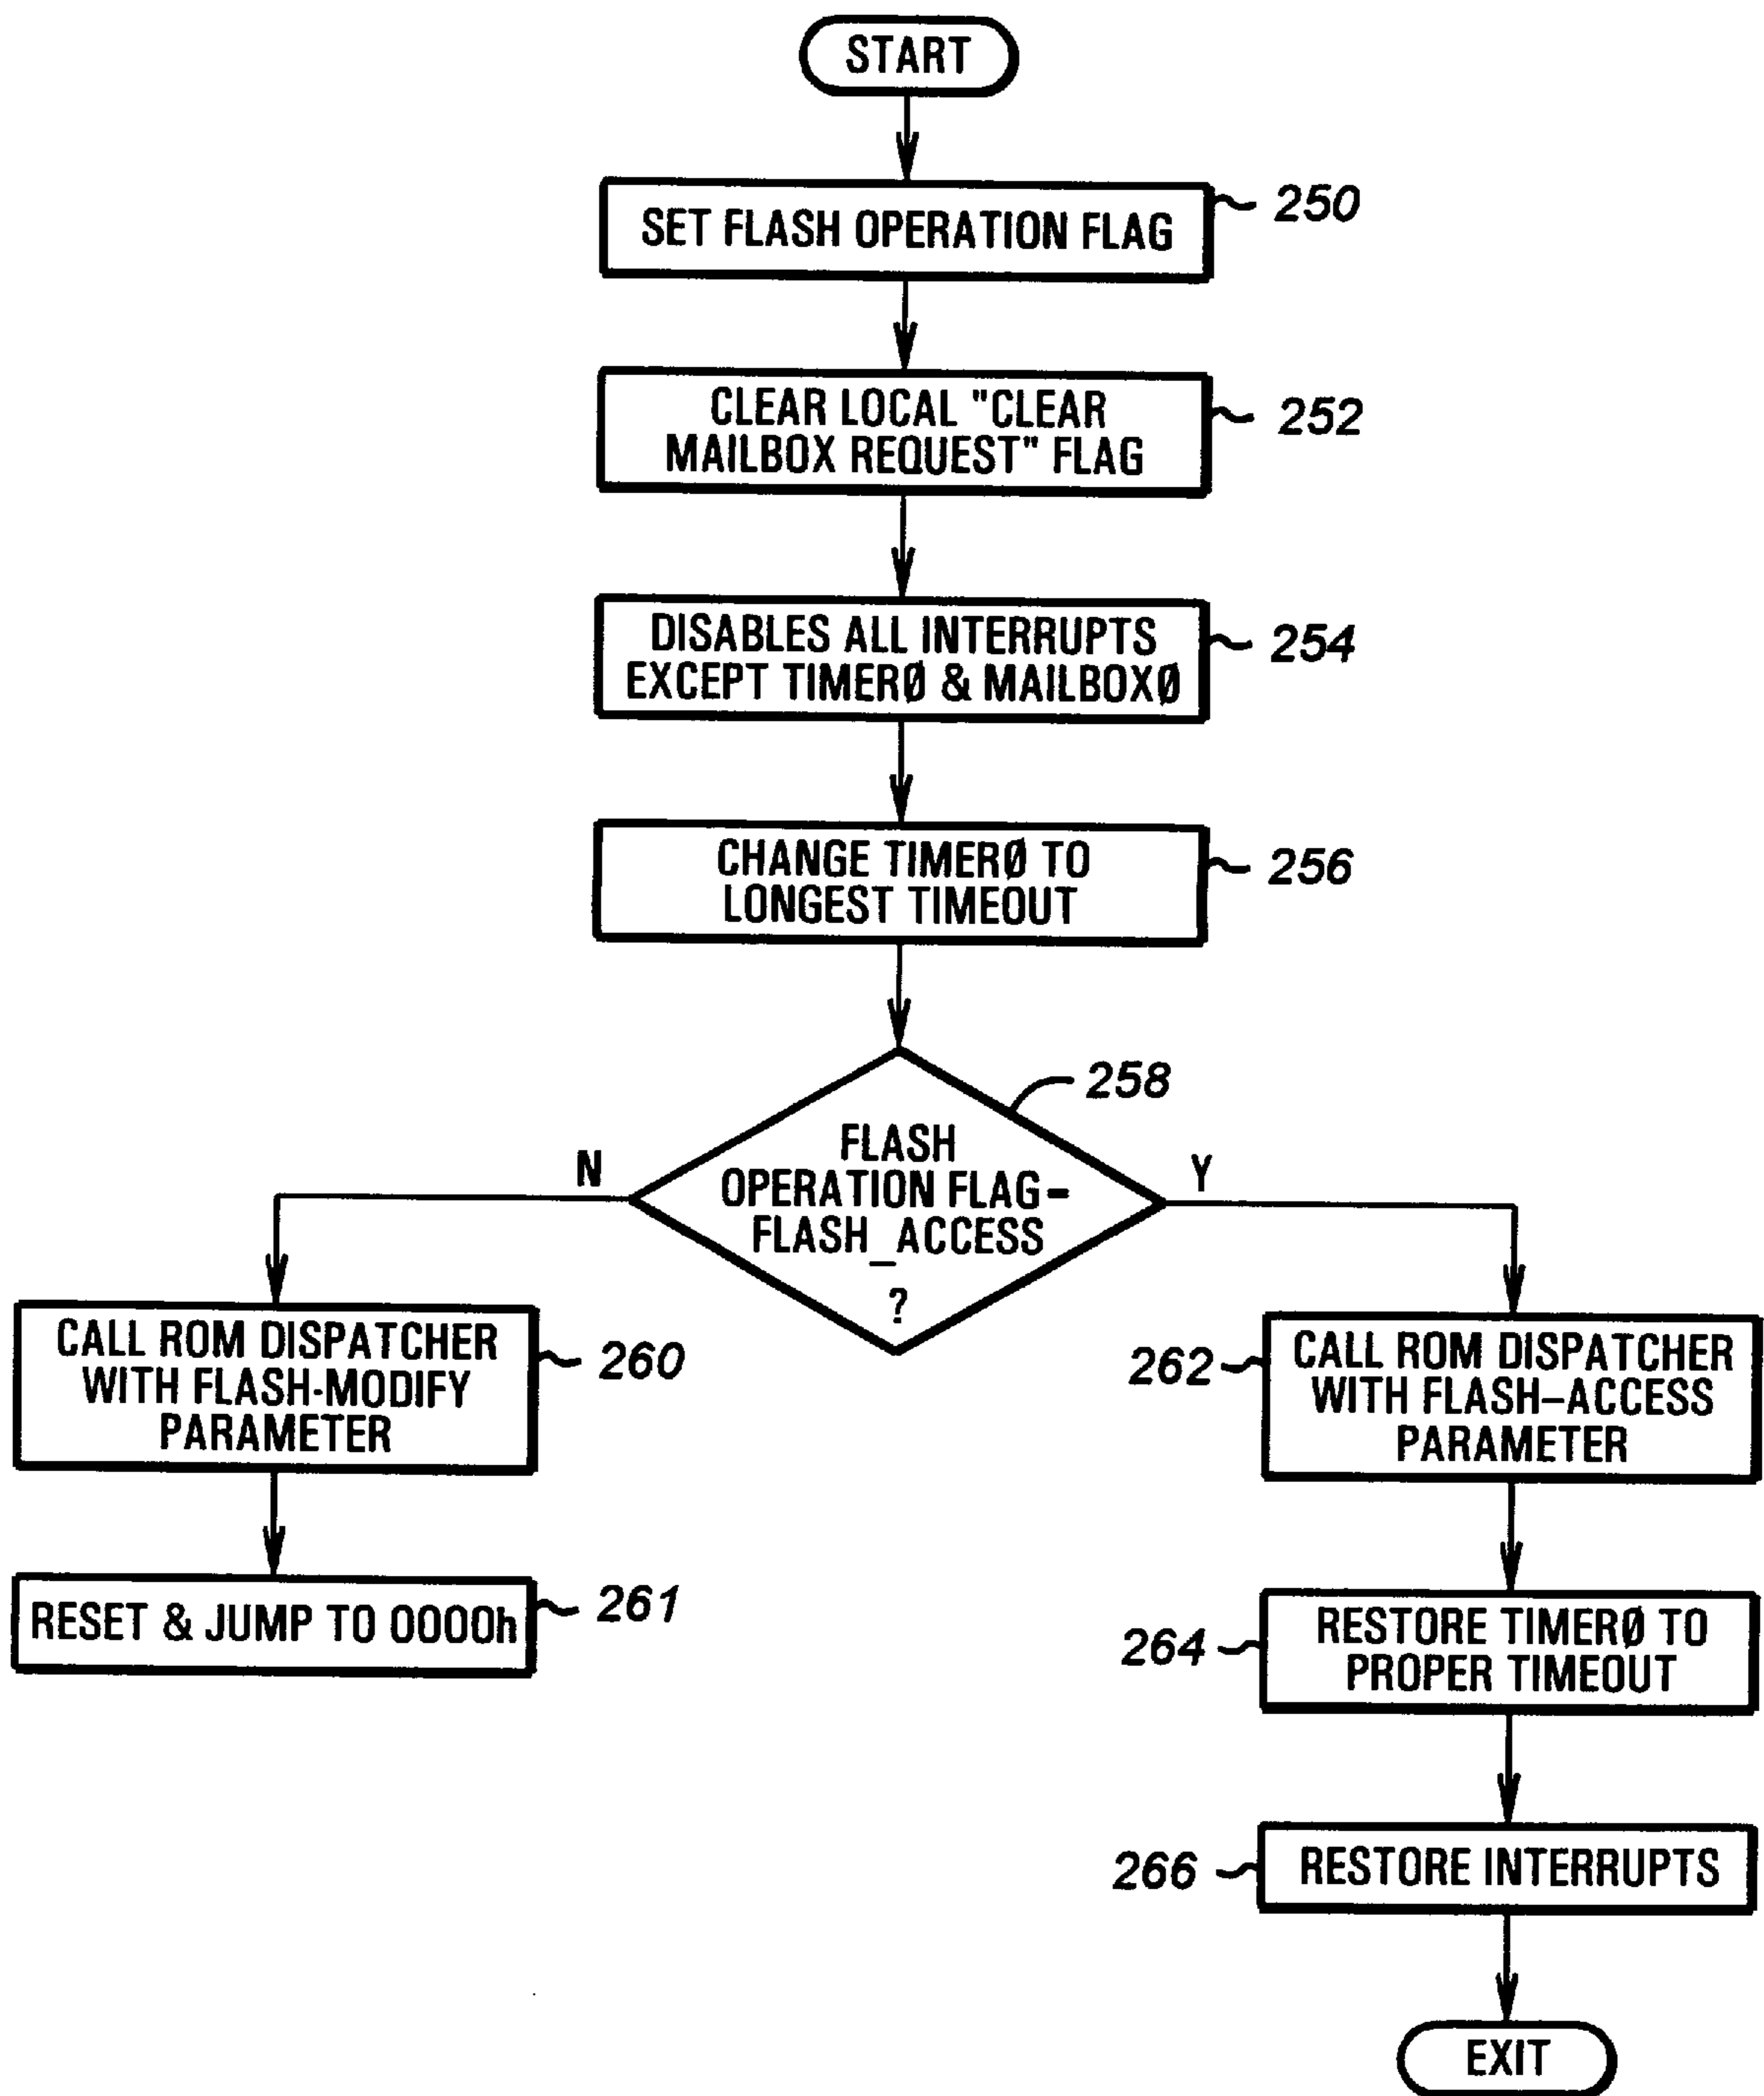 START
SET FLASH OPERATION FLAG
250
CLEAR LOCAL "CLEAR
MAILBOX REQUEST" FLAG
252
DISABLES ALL INTERRUPTS
EXCEPT TIMERØ & MAILBOXØ
254
CHANGE TIMERØ TO
LONGEST TIMEOUT
256
258
FLASH
OPERATION FLAG=
FLASH_ACCESS
?
N
Y
CALL ROM DISPATCHER
WITH FLASH-MODIFY
PARAMETER
260
RESET & JUMP TO 0000h
261
262
CALL ROM DISPATCHER
WITH FLASH–ACCESS
PARAMETER
264
RESTORE TIMERØ TO
PROPER TIMEOUT
266
RESTORE INTERRUPTS
EXIT